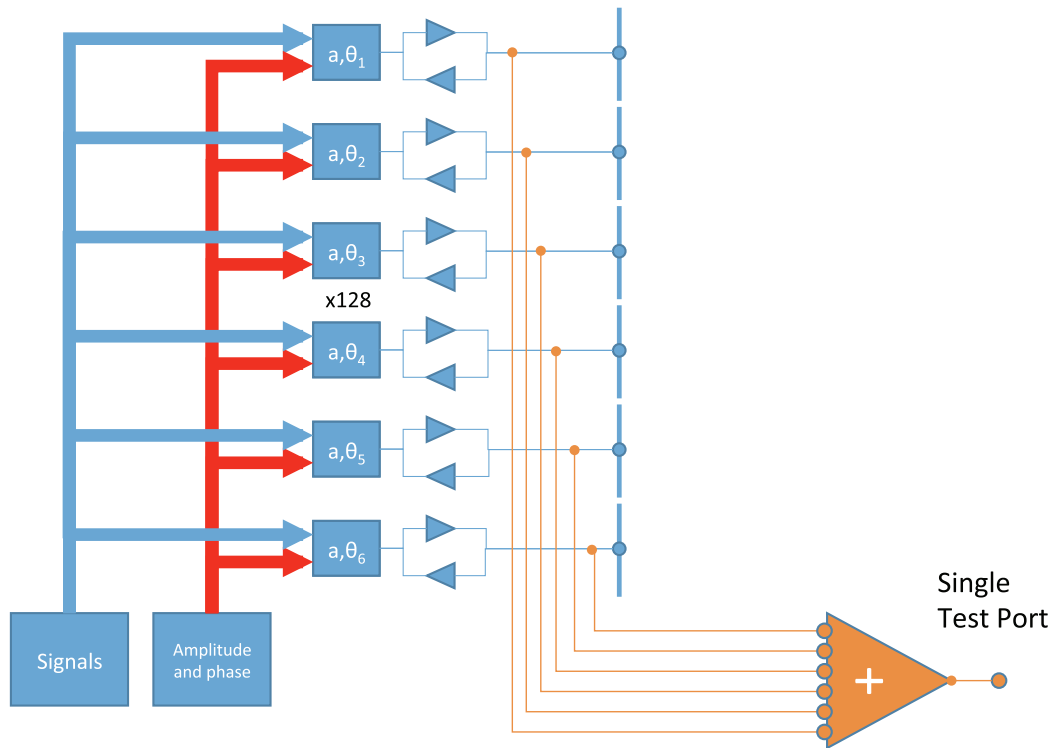 a,θ1
a,θ2
a,θ3
x128
a,θ4
a,θ5
a,θ6
Signals
Amplitude
and phase
Single
Test Port
+